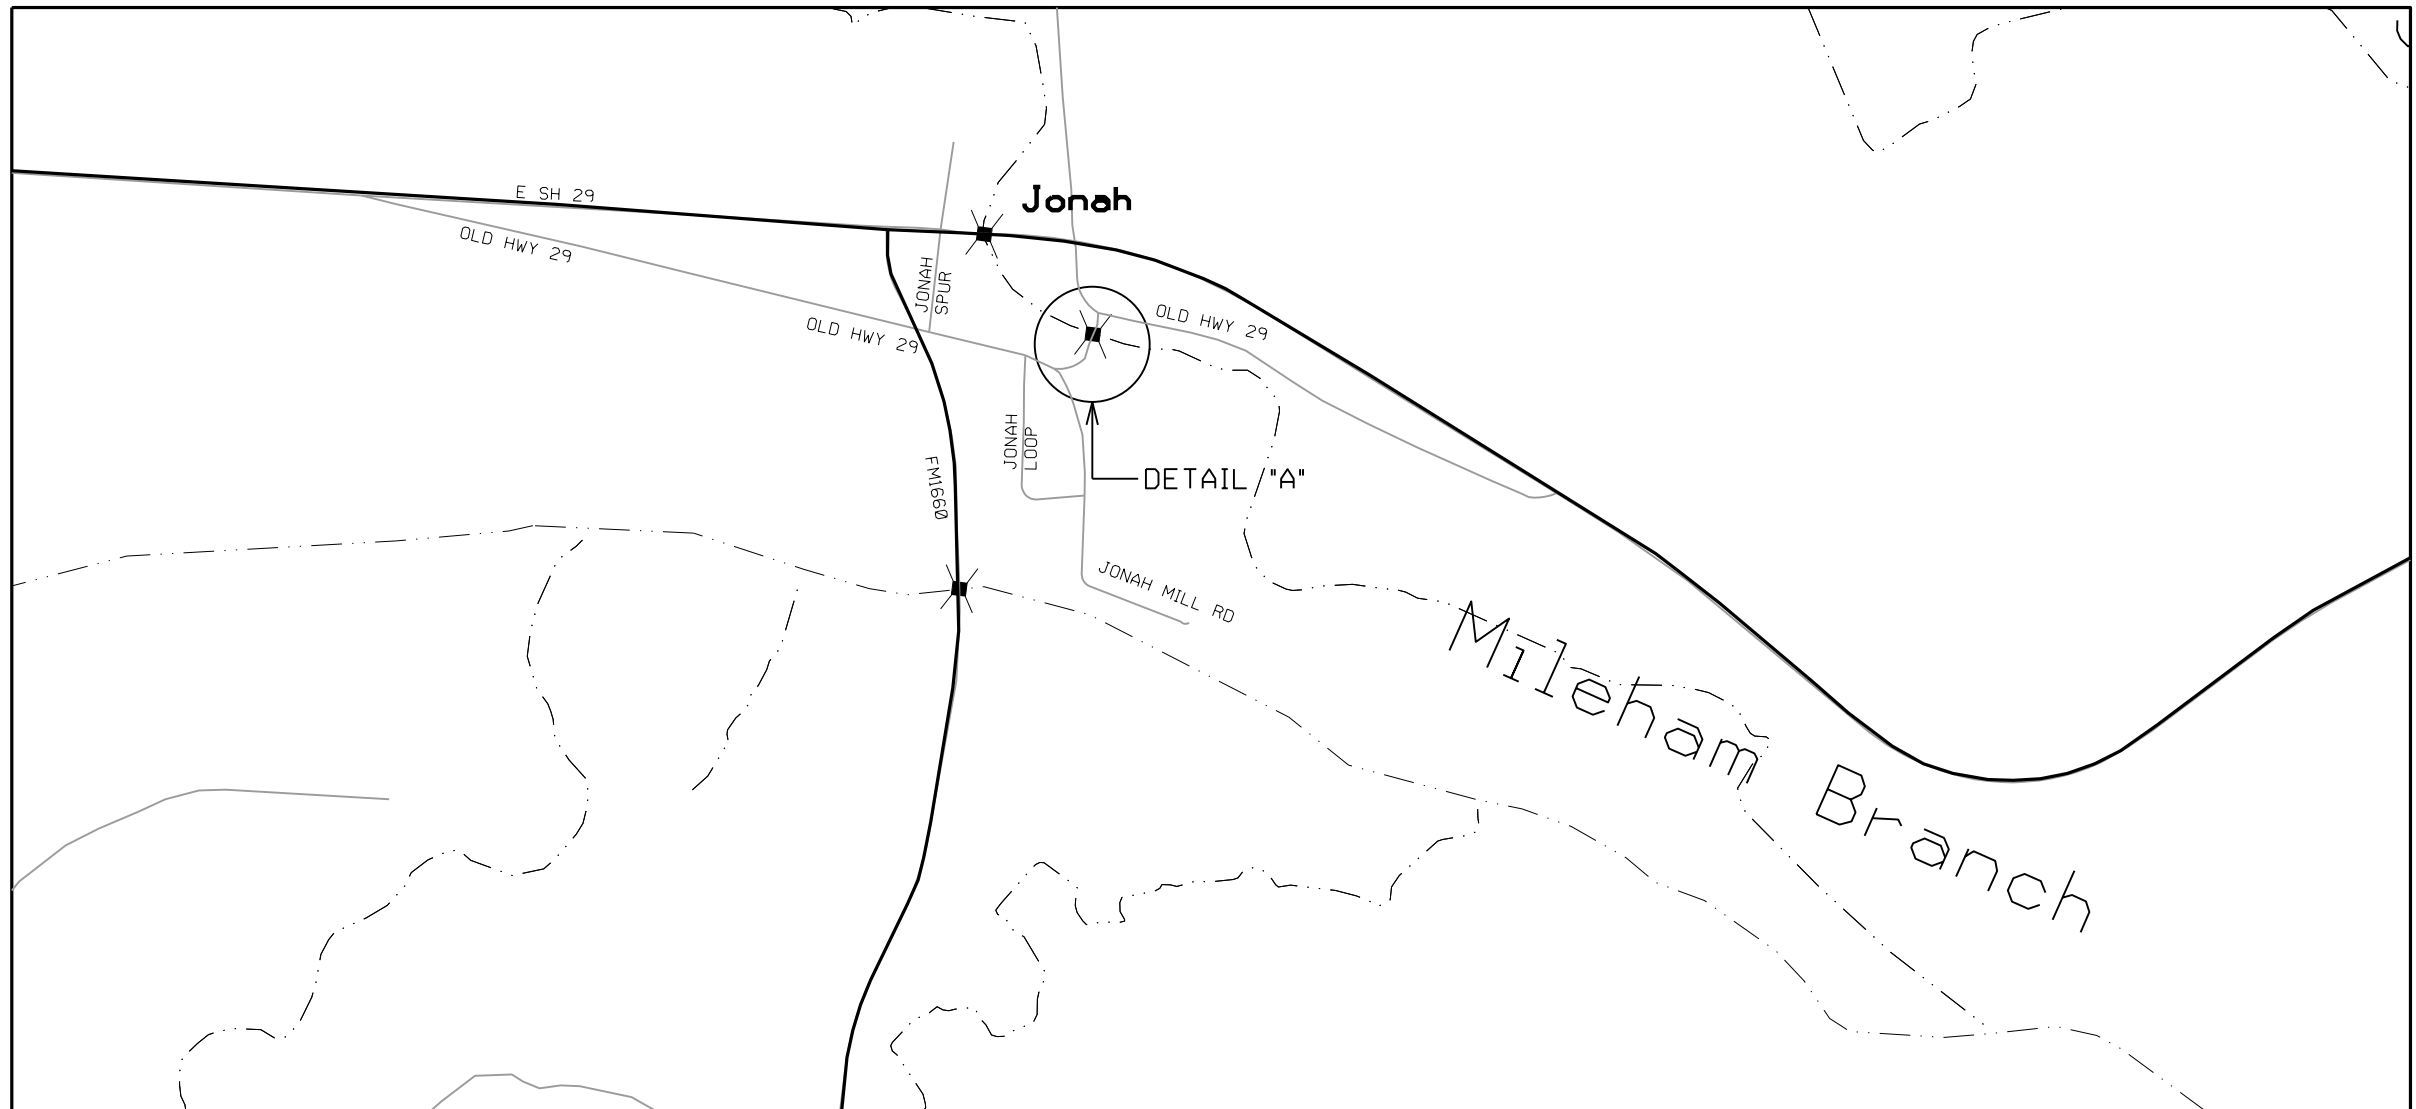 E SH 29
Jonah
OLD HWY 29
JONAH
SPUR
OLD HWY 29
OLD HWY 29
JONAH
LOOP
FM1660
DETAIL "A"
JONAH MILL RD
Mileham Branch